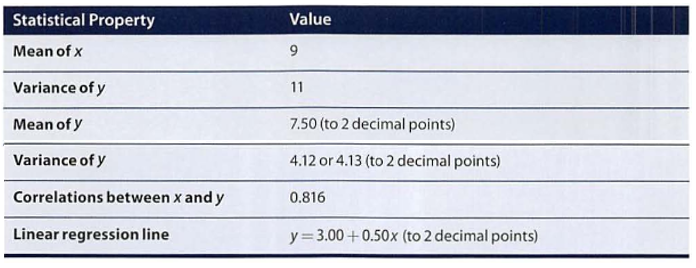 Statistical Property Value
Mean of x 9
Variance of y 11
Mean of y 7.50 (to 2 decimal points)
Variance of y 4.12 or 4.13 (to 2 decimal points)
Correlations between x and y 0.816
Linear regression line y = 3.00 + 0.50x (to 2 decimal points)